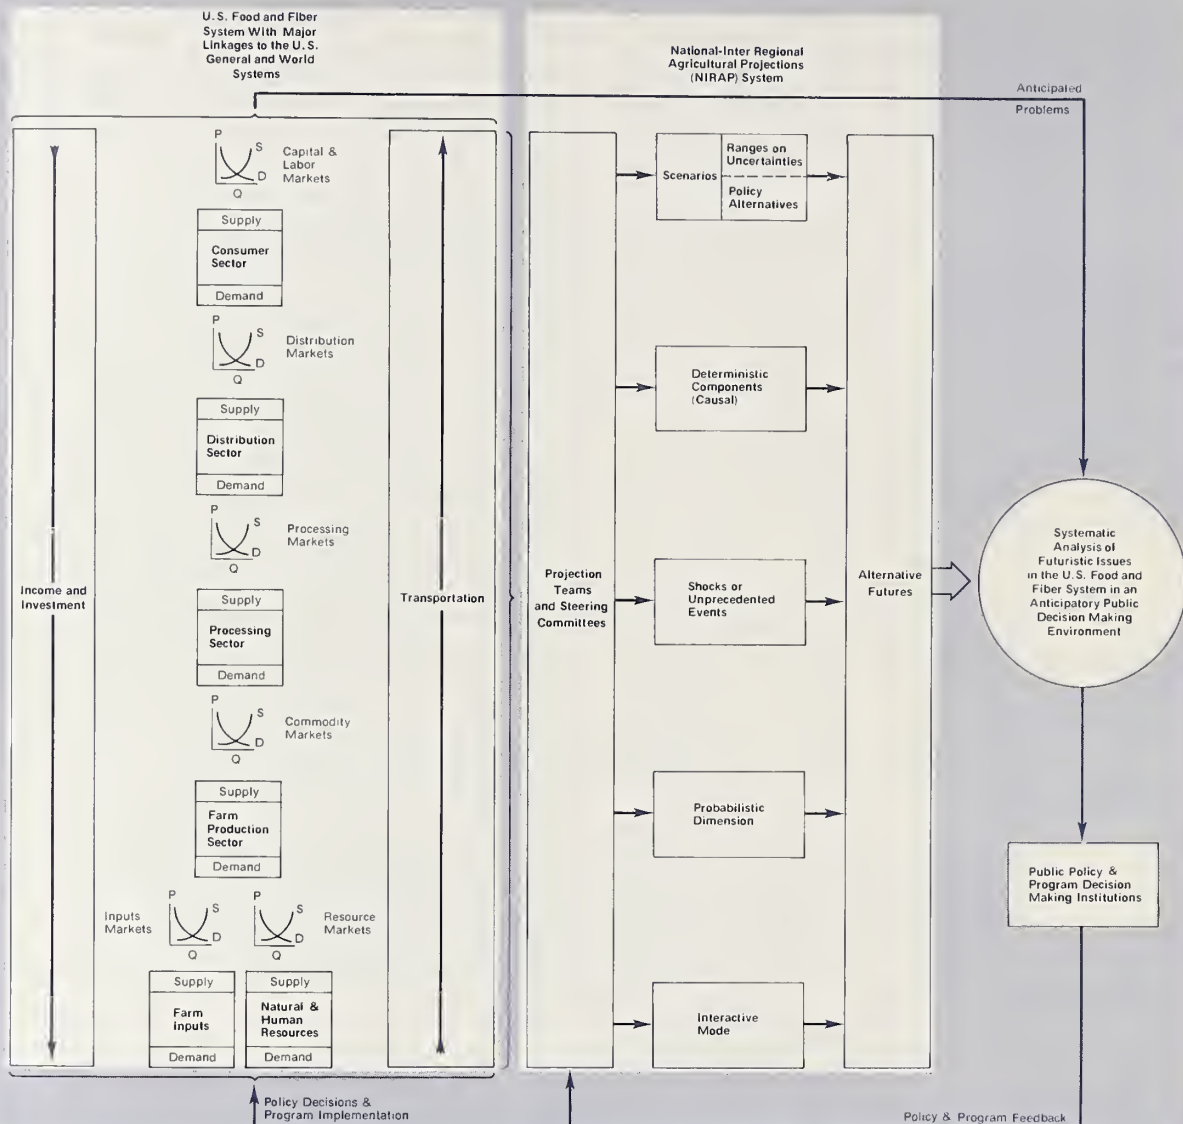 U.S. Food and Fiber
System With Major
Linkages to the U.S.
General and World
Systems
P
S
D
Q
Capital &
Labor
Markets
Supply
Consumer
Sector
Demand
P
S
D
Q
Distribution
Markets
Supply
Distribution
Sector
Demand
P
S
D
Q
Processing
Markets
Supply
Processing
Sector
Demand
P
S
D
Q
Commodity
Markets
Supply
Farm
Production
Sector
Demand
Inputs
Markets
P
S
D
Q
P
S
D
Q
Resource
Markets
Supply
Farm
Inputs
Demand
Supply
Natural &
Human
Resources
Demand
Income and
Investment
Transportation
Policy Decisions &
Program Implementation
National-Inter Regional
Agricultural Projections
(NIRAP) System
Projection
Teams
and Steering
Committees
Scenarios
Ranges on
Uncertainties
Policy
Alternatives
Deterministic
Components
(Causal)
Shocks or
Unprecedented
Events
Probabilistic
Dimension
Interactive
Mode
Alternative
Futures
Anticipated
Problems
Systematic
Analysis of
Futuristic Issues
in the U.S. Food and
Fiber System in an
Anticipatory Public
Decision Making
Environment
Public Policy &
Program Decision
Making Institutions
Policy & Program Feedback